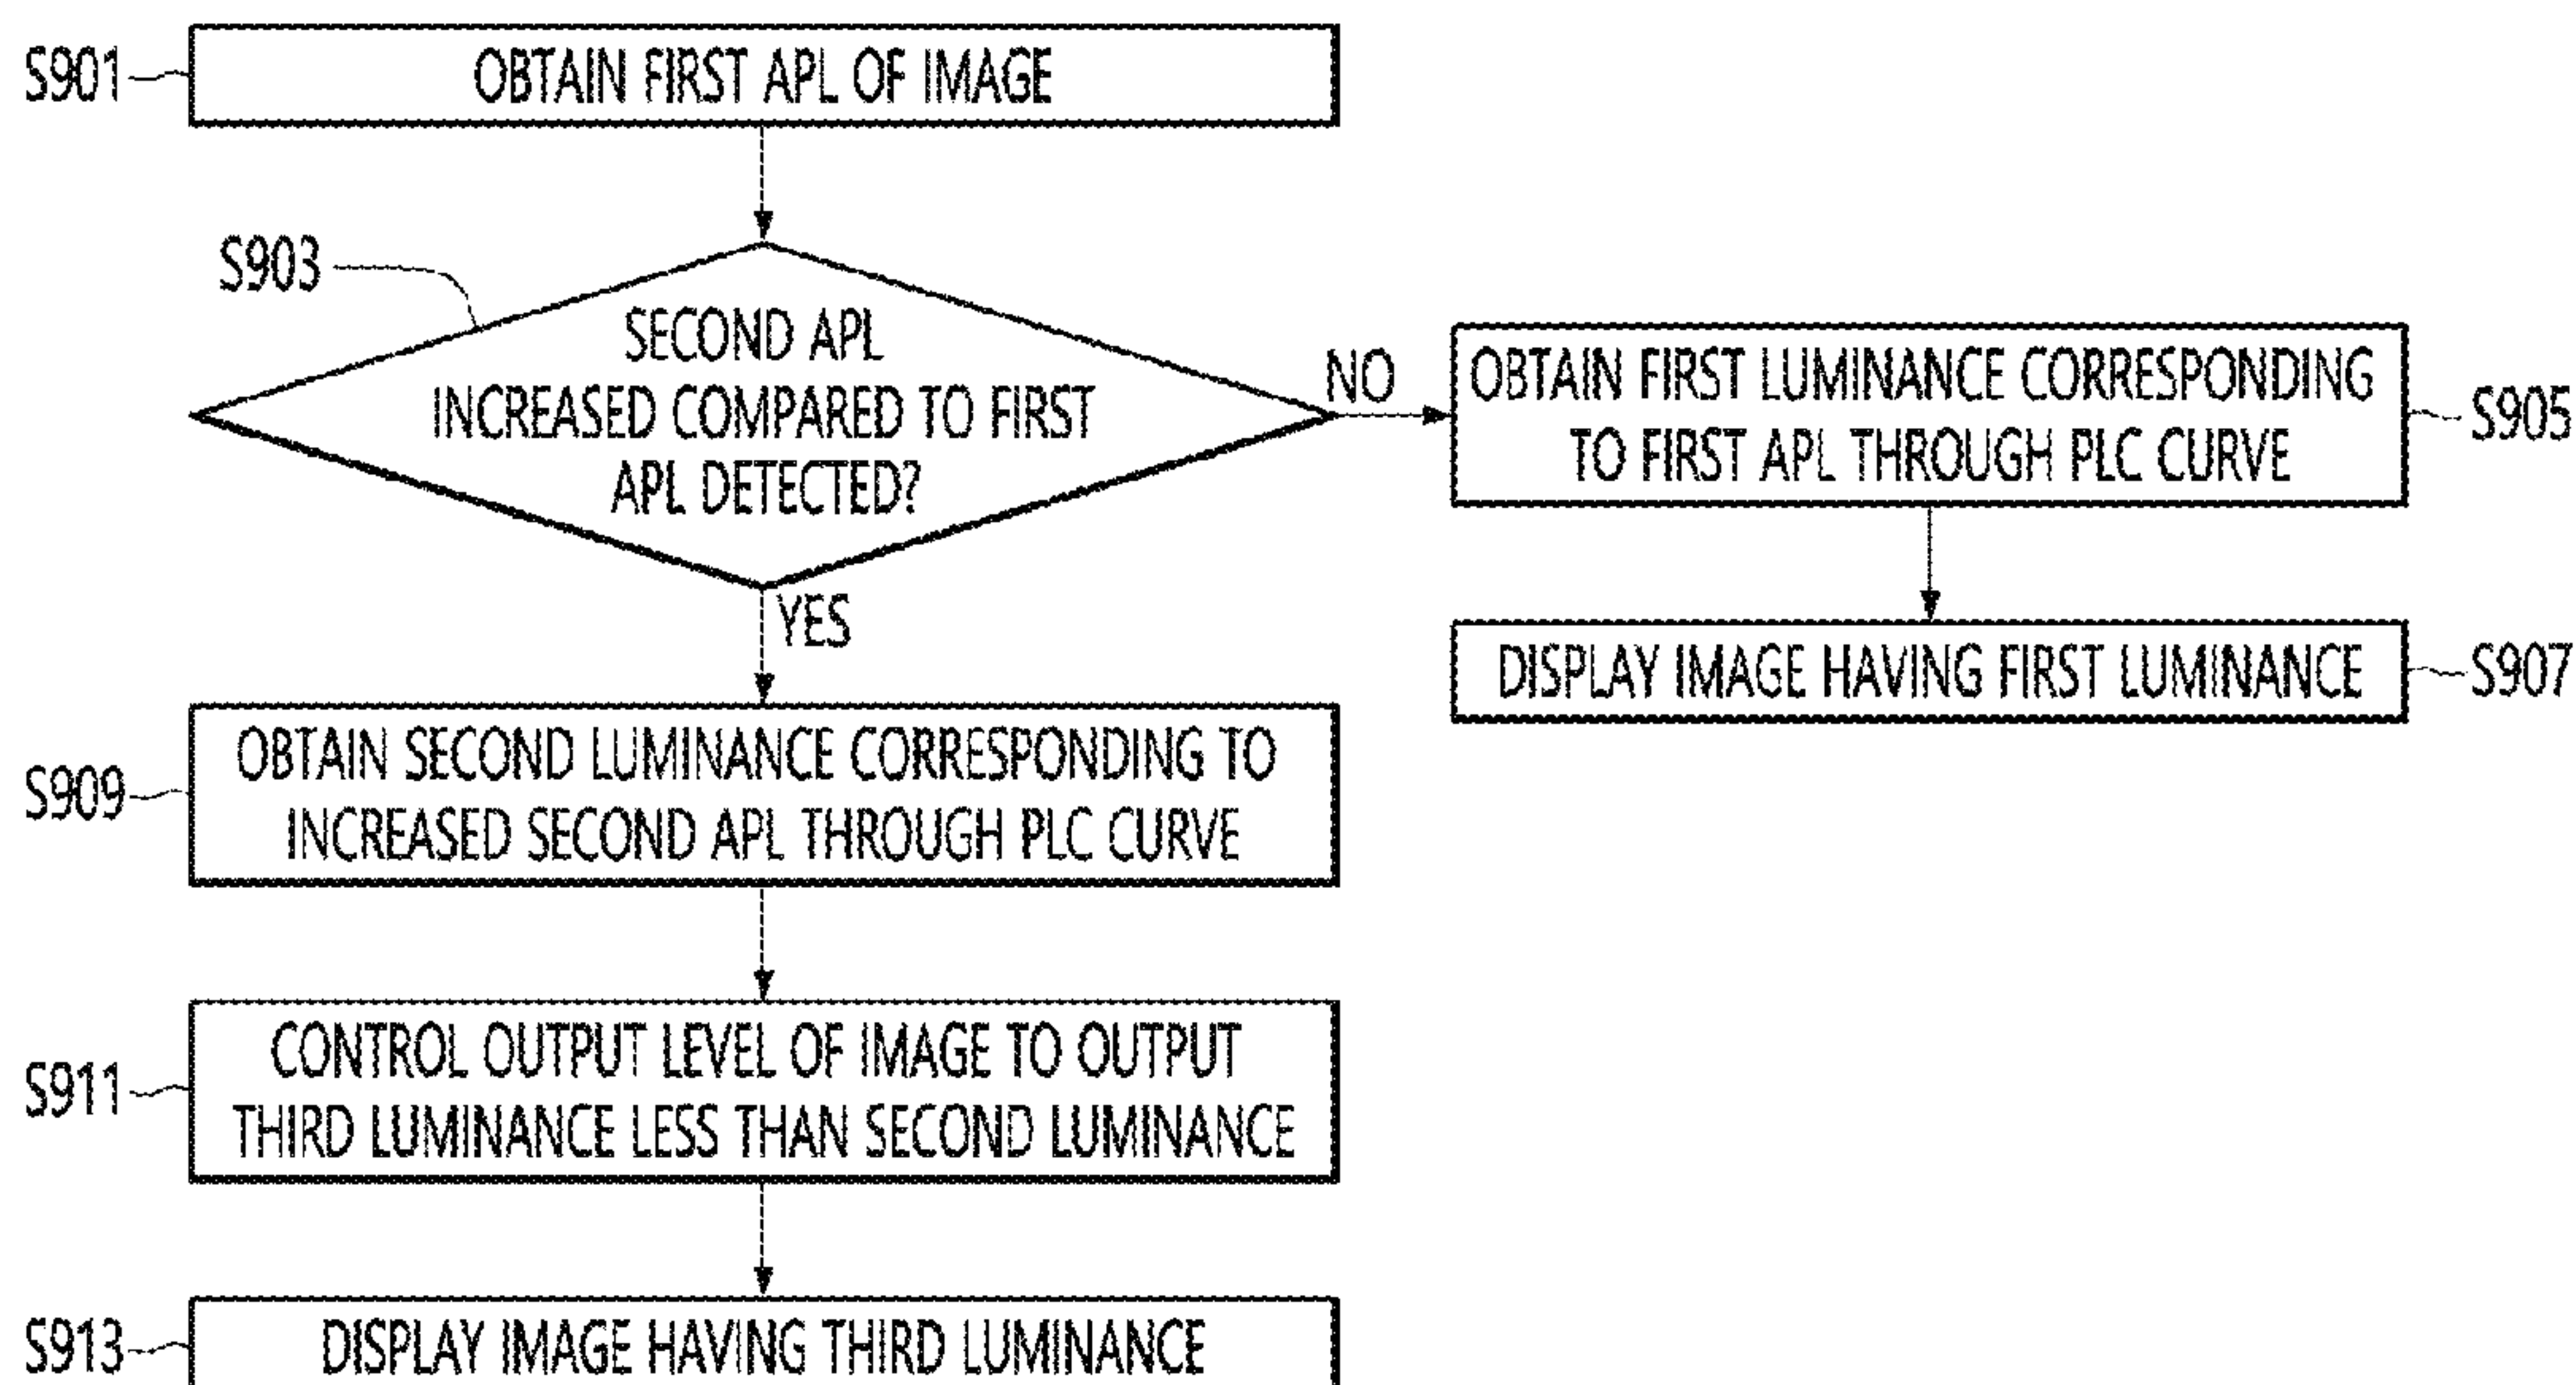 S901
OBTAIN FIRST APL OF IMAGE
S903
SECOND APL
INCREASED COMPARED TO FIRST
APL DETECTED?
NO
OBTAIN FIRST LUMINANCE CORRESPONDING
TO FIRST APL THROUGH PLC CURVE
S905
YES
DISPLAY IMAGE HAVING FIRST LUMINANCE
S907
S909
OBTAIN SECOND LUMINANCE CORRESPONDING TO
INCREASED SECOND APL THROUGH PLC CURVE
S911
CONTROL OUTPUT LEVEL OF IMAGE TO OUTPUT
THIRD LUMINANCE LESS THAN SECOND LUMINANCE
S913
DISPLAY IMAGE HAVING THIRD LUMINANCE